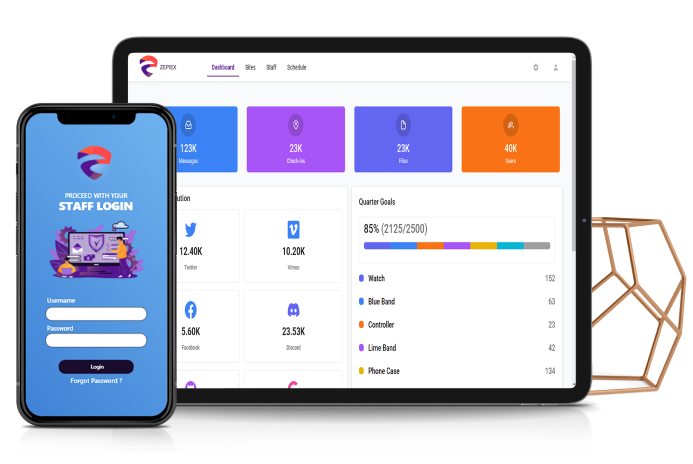 ZEPIEX
Dashboard Sites Staff Schedule
123K
Messages
23K
Check-ins
23K
Files
40K
Users
12.40K
Twitter
10.20K
Vimeo
5.60K
Facebook
23.53K
Discord
Quarter Goals
85% (2125/2500)
Watch 152
Blue Band 63
Controller 23
Lime Band 42
Phone Case 134
PROCEED WITH YOUR
STAFF LOGIN
Username
Password
Login
Forgot Password ?